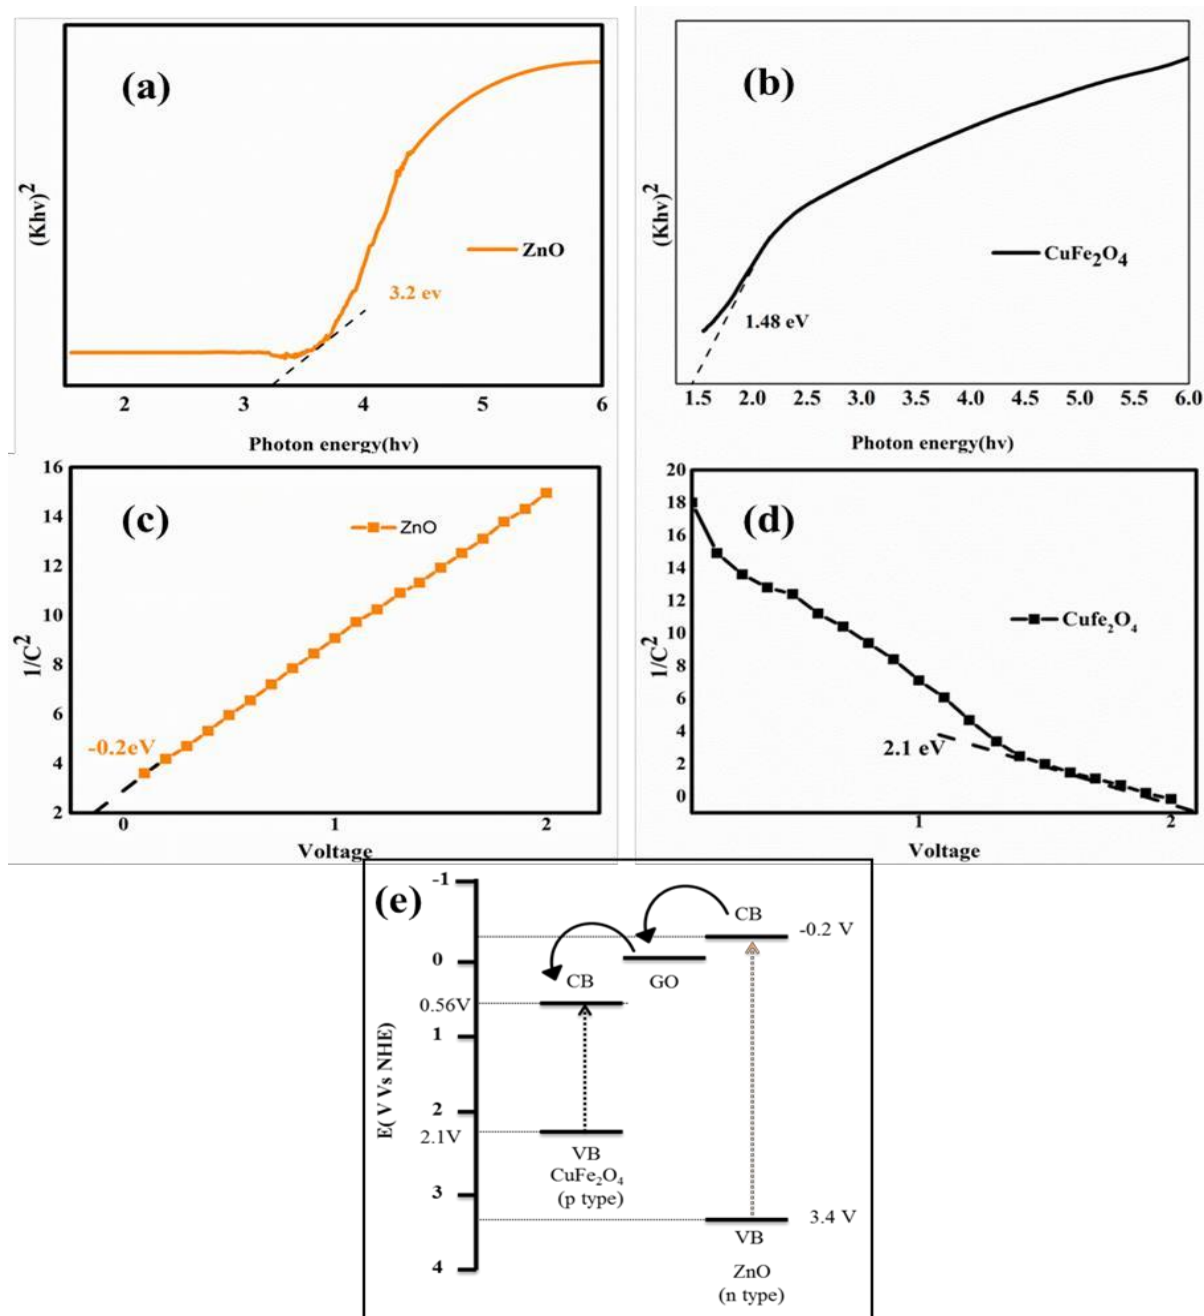 (a)
(Khv)2
ZnO
3.2 ev
2 3 4 5 6
Photon energy(hv)
(b)
(Khv)2
CuFe2O4
1.48 eV
1.5 2.0 2.5 3.0 3.5 4.0 4.5 5.0 5.5 6.0
Photon energy(hv)
(c)
16
14
12
10
8
6
4
2
1/C2
ZnO
-0.2eV
0 1 2
Voltage
(d)
20
18
16
14
12
10
8
6
4
2
0
1/C2
Cufe2O4
2.1 eV
1 2
Voltage
(e)
E( V Vs NHE)
-1
0
0.56V
1
2
2.1V
3
4
CB
-0.2 V
CB
GO
VB
CuFe2O4
(p type)
3.4 V
VB
ZnO
(n type)